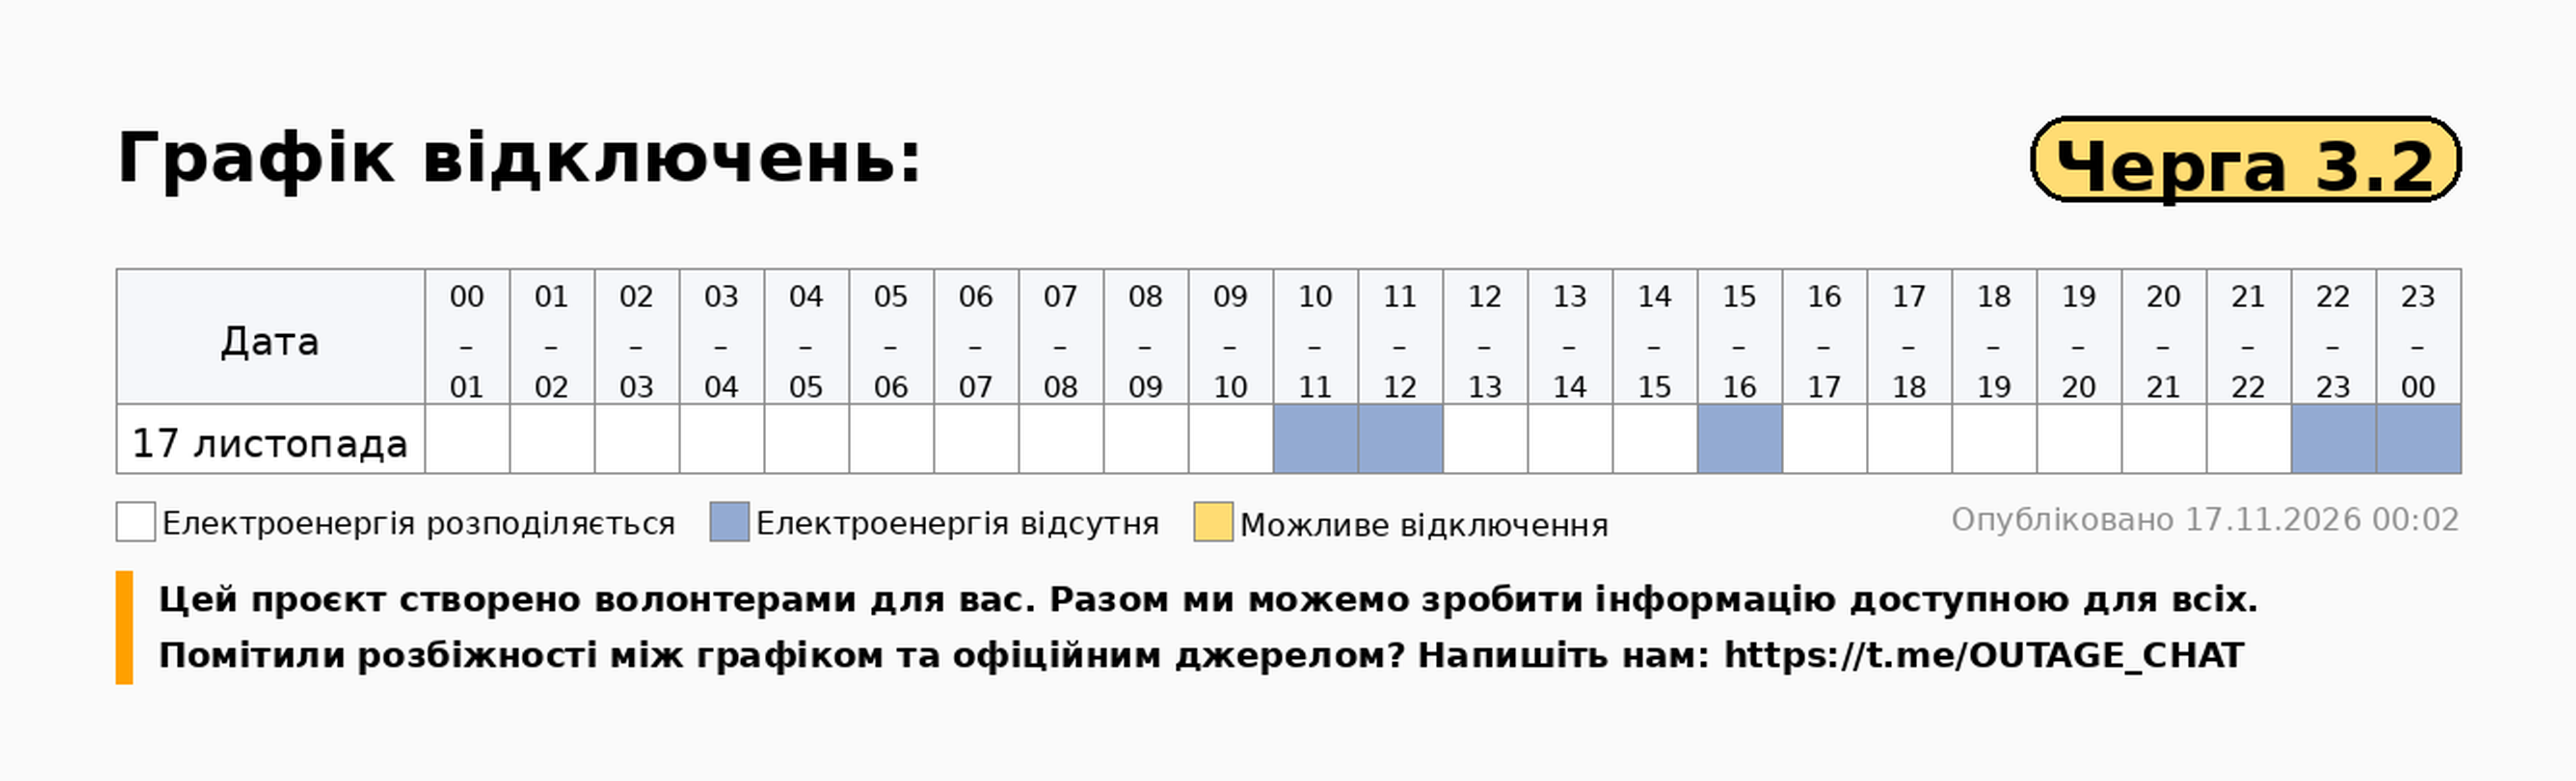 Графік відключень:
Черга 3.2
Дата
00 – 01
01 – 02
02 – 03
03 – 04
04 – 05
05 – 06
06 – 07
07 – 08
08 – 09
09 – 10
10 – 11
11 – 12
12 – 13
13 – 14
14 – 15
15 – 16
16 – 17
17 – 18
18 – 19
19 – 20
20 – 21
21 – 22
22 – 23
23 – 00
17 листопада
Електроенергія розподіляється
Електроенергія відсутня
Можливе відключення
Опубліковано 17.11.2026 00:02
Цей проєкт створено волонтерами для вас. Разом ми можемо зробити інформацію доступною для всіх.
Помітили розбіжності між графіком та офіційним джерелом? Напишіть нам: https://t.me/OUTAGE_CHAT